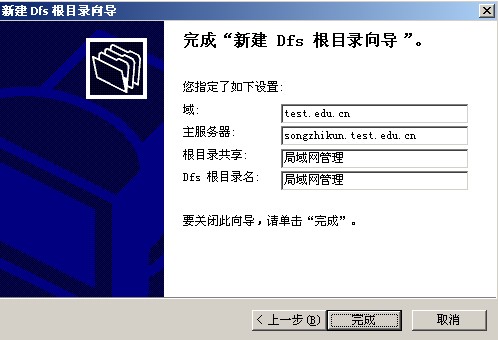 新建 Dfs 根目录向导
完成“新建 Dfs 根目录向导”。
您指定了如下设置:
域: test.edu.cn
主服务器: songzhikun.test.edu.cn
根目录共享: 局域网管理
Dfs 根目录名: 局域网管理
要关闭此向导,请单击“完成”。
< 上一步(B) 完成 取消